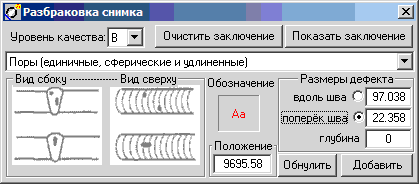 Разбраковка снимка
Уровень качества: В Очистить заключение Показать заключение
Поры (единичные, сферические и удлиненные)
Вид сбоку Вид сверху Обозначение Размеры дефекта
Аа вдоль шва 97.038
поперёк шва 22.358
Положение глубина 0
9695.58 Обнулить Добавить